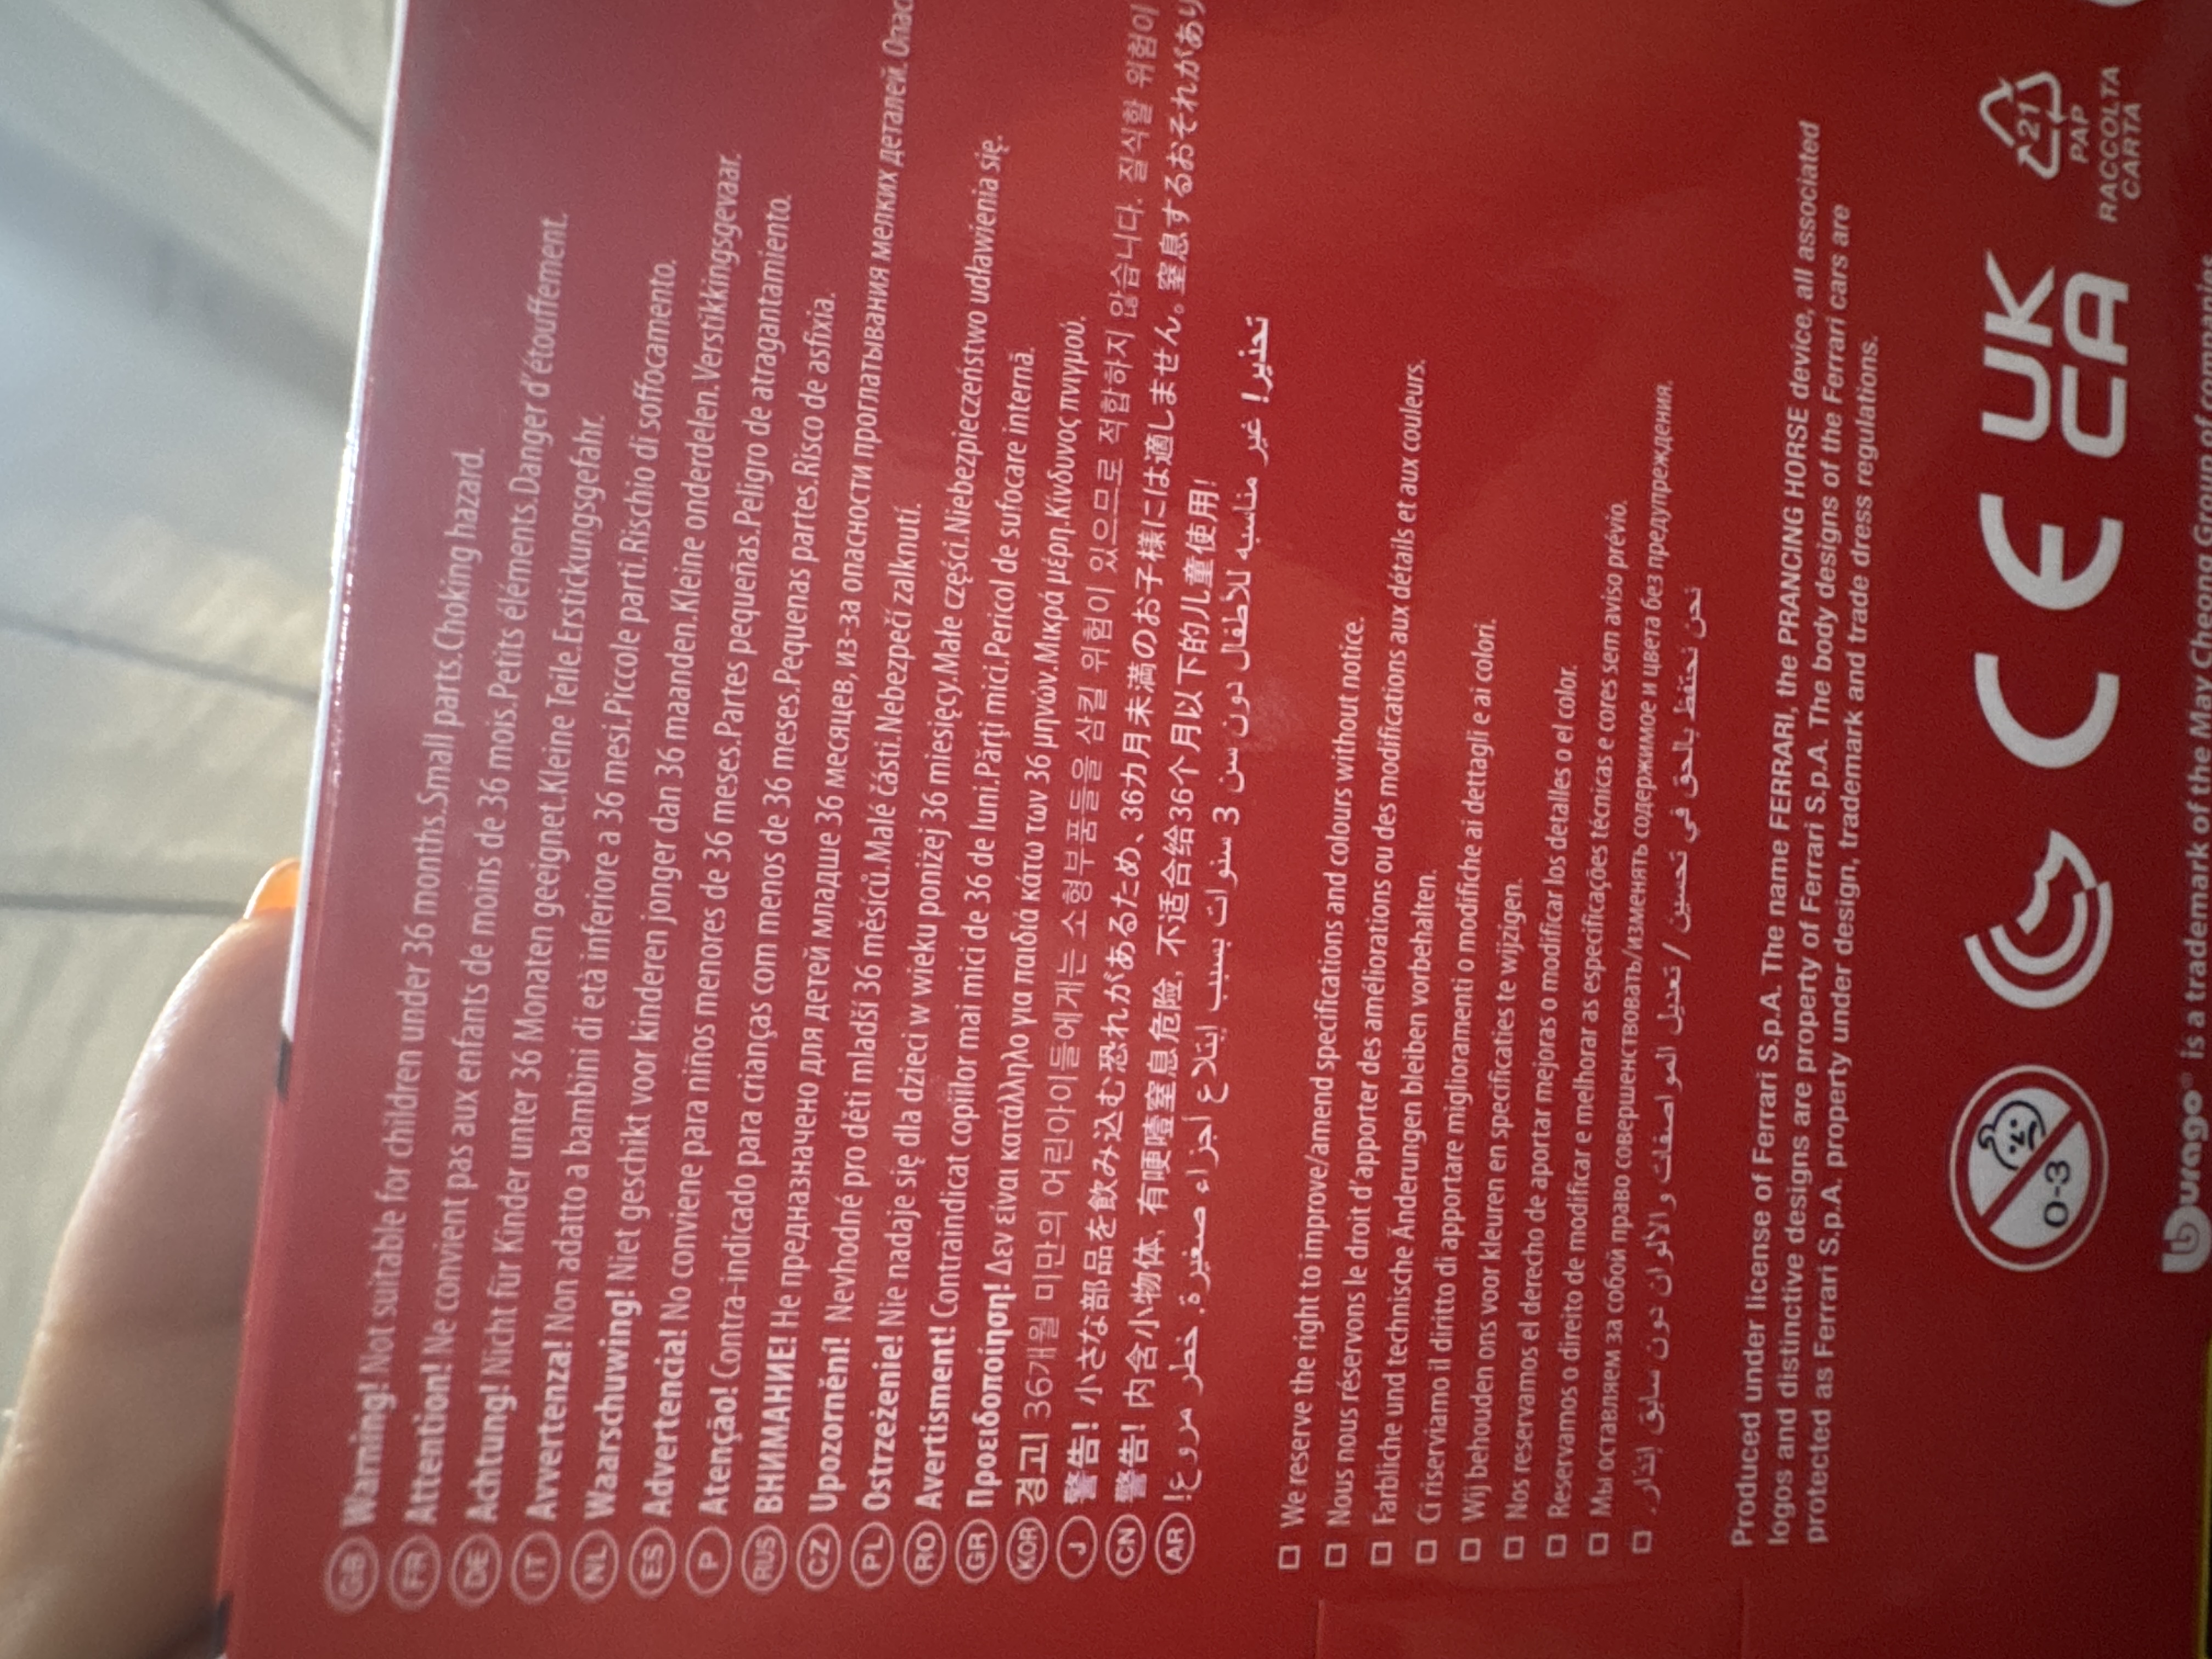 GB Warning! Not suitable for children under 36 months.Small parts.Choking hazard.
FR Attention! Ne convient pas aux enfants de moins de 36 mois.Petits éléments.Danger d'étouffement.
DE Achtung! Nicht für Kinder unter 36 Monaten geeignet.Kleine Teile.Erstickungsgefahr.
IT Avvertenza! Non adatto a bambini di età inferiore a 36 mesi.Piccole parti.Rischio di soffocamento.
NL Waarschuwing! Niet geschikt voor kinderen jonger dan 36 maanden.Kleine onderdelen.Verstikkingsgevaar.
ES Advertencia! No conviene para niños menores de 36 meses.Partes pequeñas.Peligro de atragantamiento.
P Atenção! Contra-indicado para crianças com menos de 36 meses.Pequenas partes.Risco de asfixia.
RUS ВНИМАНИЕ! Не предназначено для детей младше 36 месяцев, из-за опасности проглатывания мелких деталей.
CZ Upozornění! Nevhodné pro děti mladší 36 měsíců.Malé části.Nebezpečí zalknutí.
PL Ostrzeżenie! Nie nadaje się dla dzieci w wieku poniżej 36 miesięcy.Małe części.Niebezpieczeństwo udławienia się.
RO Avertisment! Contraindicat copiilor mai mici de 36 de luni.Părţi mici.Pericol de sufocare internă.
GR Προειδοποίηση! Δεν είναι κατάλληλο για παιδιά κάτω των 36 μηνών.Μικρά μέρη.Κίνδυνος πνιγμού.
KOR 경고! 36개월 미만의 어린아이들에게는 소형부품들을 삼킬 위험이 있으므로 적합하지 않습니다. 질식할 위험이
J 警告! 小さな部品を飲み込む恐れがあるため、36カ月未満のお子様には適しません。窒息するおそれがあり
CN 警告! 内含小物体, 有哽噎窒息危险, 不适合给36个月以下的儿童使用!
AR تحذير! غير مناسبه للأطفال دون سن 3 سنوات بسبب ابتلاع أجزاء صغيرة. خطر مروع!
☐ We reserve the right to improve/amend specifications and colours without notice.
☐ Nous nous réservons le droit d'apporter des améliorations ou des modifications aux détails et aux couleurs.
☐ Farbliche und technische Änderungen bleiben vorbehalten.
☐ Ci riserviamo il diritto di apportare miglioramenti o modifiche ai dettagli e ai colori.
☐ Wij behouden ons voor kleuren en specificaties te wijzigen.
☐ Nos reservamos el derecho de aportar mejoras o modificar los detalles o el color.
☐ Reservamos o direito de modificar e melhorar as especificações técnicas e cores sem aviso prévio.
☐ Мы оставляем за собой право совершенствовать/изменять содержимое и цвета без предупреждения.
☐ نحن نحتفظ بالحق في تحسين / تعديل المواصفات والألوان دون سابق إنذار.
Produced under license of Ferrari S.p.A. The name FERRARI, the PRANCING HORSE device, all associated
logos and distinctive designs are property of Ferrari S.p.A. The body designs of the Ferrari cars are
protected as Ferrari S.p.A. property under design, trademark and trade dress regulations.
0-3 CE UK CA 21
PAP
RACCOLTA
CARTA
Burago® is a trademark of the May Cheong Group of companies